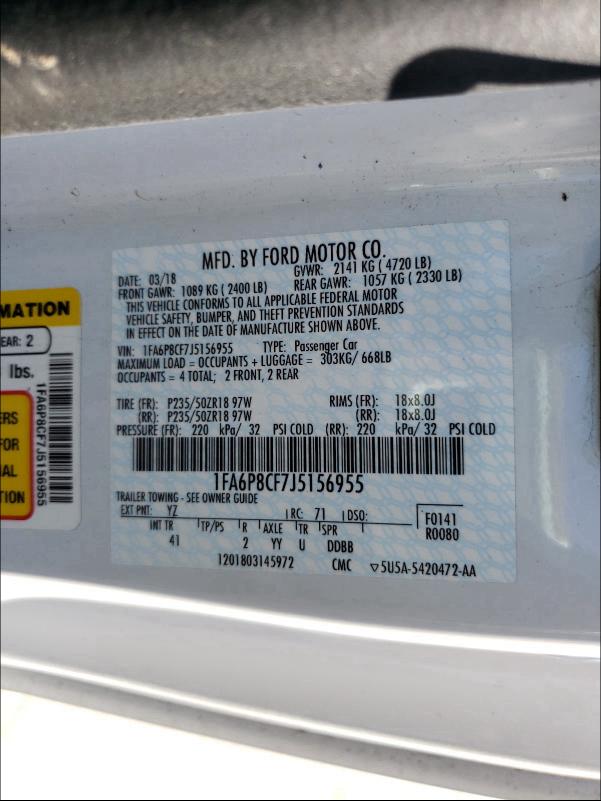 MFD. BY FORD MOTOR CO.
DATE: 03/18 GVWR: 2141 KG ( 4720 LB)
FRONT GAWR: 1089 KG ( 2400 LB) REAR GAWR: 1057 KG ( 2330 LB)
THIS VEHICLE CONFORMS TO ALL APPLICABLE FEDERAL MOTOR
VEHICLE SAFETY, BUMPER, AND THEFT PREVENTION STANDARDS
IN EFFECT ON THE DATE OF MANUFACTURE SHOWN ABOVE.
VIN: 1FA6P8CF7J5156955 TYPE: Passenger Car
MAXIMUM LOAD = OCCUPANTS + LUGGAGE = 303KG/ 668LB
OCCUPANTS = 4 TOTAL; 2 FRONT, 2 REAR
TIRE (FR): P235/50ZR18 97W RIMS (FR): 18x8.0J
(RR): P235/50ZR18 97W (RR): 18x8.0J
PRESSURE (FR): 220 kPa/ 32 PSI COLD (RR): 220 kPa/ 32 PSI COLD
1FA6P8CF7J5156955
TRAILER TOWING - SEE OWNER GUIDE
EXT PNT: YZ RC: 71 DSO: F0141
INT TR TP/PS R AXLE TR SPR R0080
41 2 YY U DDBB
1201803145972 CMC ▽5U5A-5420472-AA
MATION
EAR: 2
lbs.
ERS
FOR
AL
TION
1FA6P8CF7J5156955